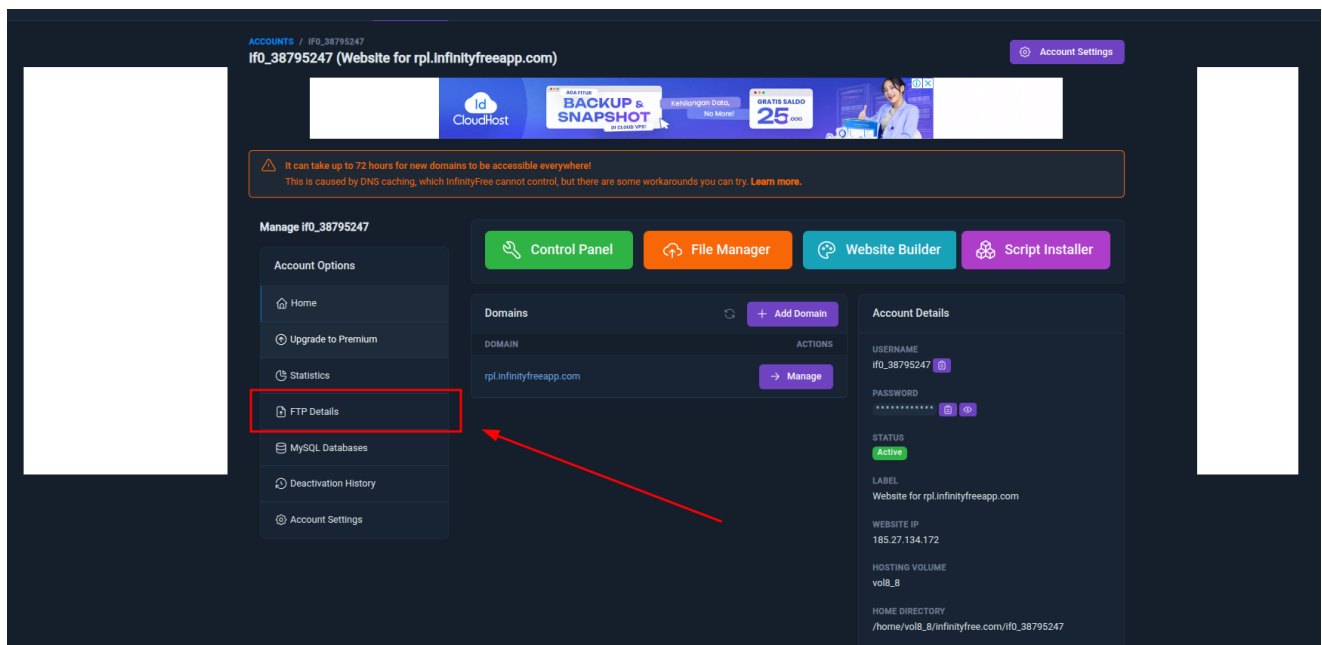 ACCOUNTS / IF0_38795247
if0_38795247 (Website for rpl.infinityfreeapp.com)
Account Settings
Id
CloudHost
ADA FITUR
BACKUP &
SNAPSHOT
DI CLOUD VPS!
Kehilangan Data,
No More!
GRATIS SALDO
25.000
It can take up to 72 hours for new domains to be accessible everywhere!
This is caused by DNS caching, which InfinityFree cannot control, but there are some workarounds you can try. Learn more.
Manage if0_38795247
Account Options
Home
Upgrade to Premium
Statistics
FTP Details
MySQL Databases
Deactivation History
Account Settings
Control Panel
File Manager
Website Builder
Script Installer
Domains
+ Add Domain
DOMAIN
ACTIONS
rpl.infinityfreeapp.com
→ Manage
Account Details
USERNAME
if0_38795247
PASSWORD
************
STATUS
Active
LABEL
Website for rpl.infinityfreeapp.com
WEBSITE IP
185.27.134.172
HOSTING VOLUME
vol8_8
HOME DIRECTORY
/home/vol8_8/infinityfree.com/if0_38795247